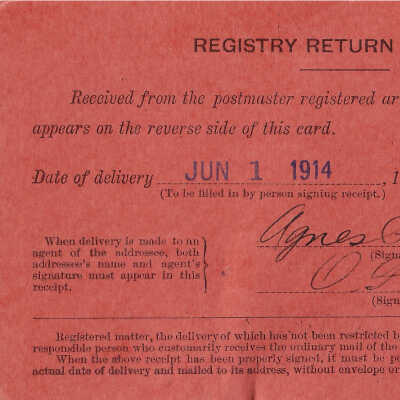 REGISTRY RETURN
Received from the postmaster registered ar
appears on the reverse side of this card.
Date of delivery JUN 1 1914, 1
(To be filled in by person signing receipt.)
Agnes
When delivery is made to an
agent of the addressee, both
addressee's name and agent's
signature must appear in this
receipt.
(Signa
(Signa
Registered matter, the delivery of which has not been restricted b
responsible person who customarily receives the ordinary mail of the
When the above receipt has been properly signed, it must be po
actual date of delivery and mailed to its address, without envelope or